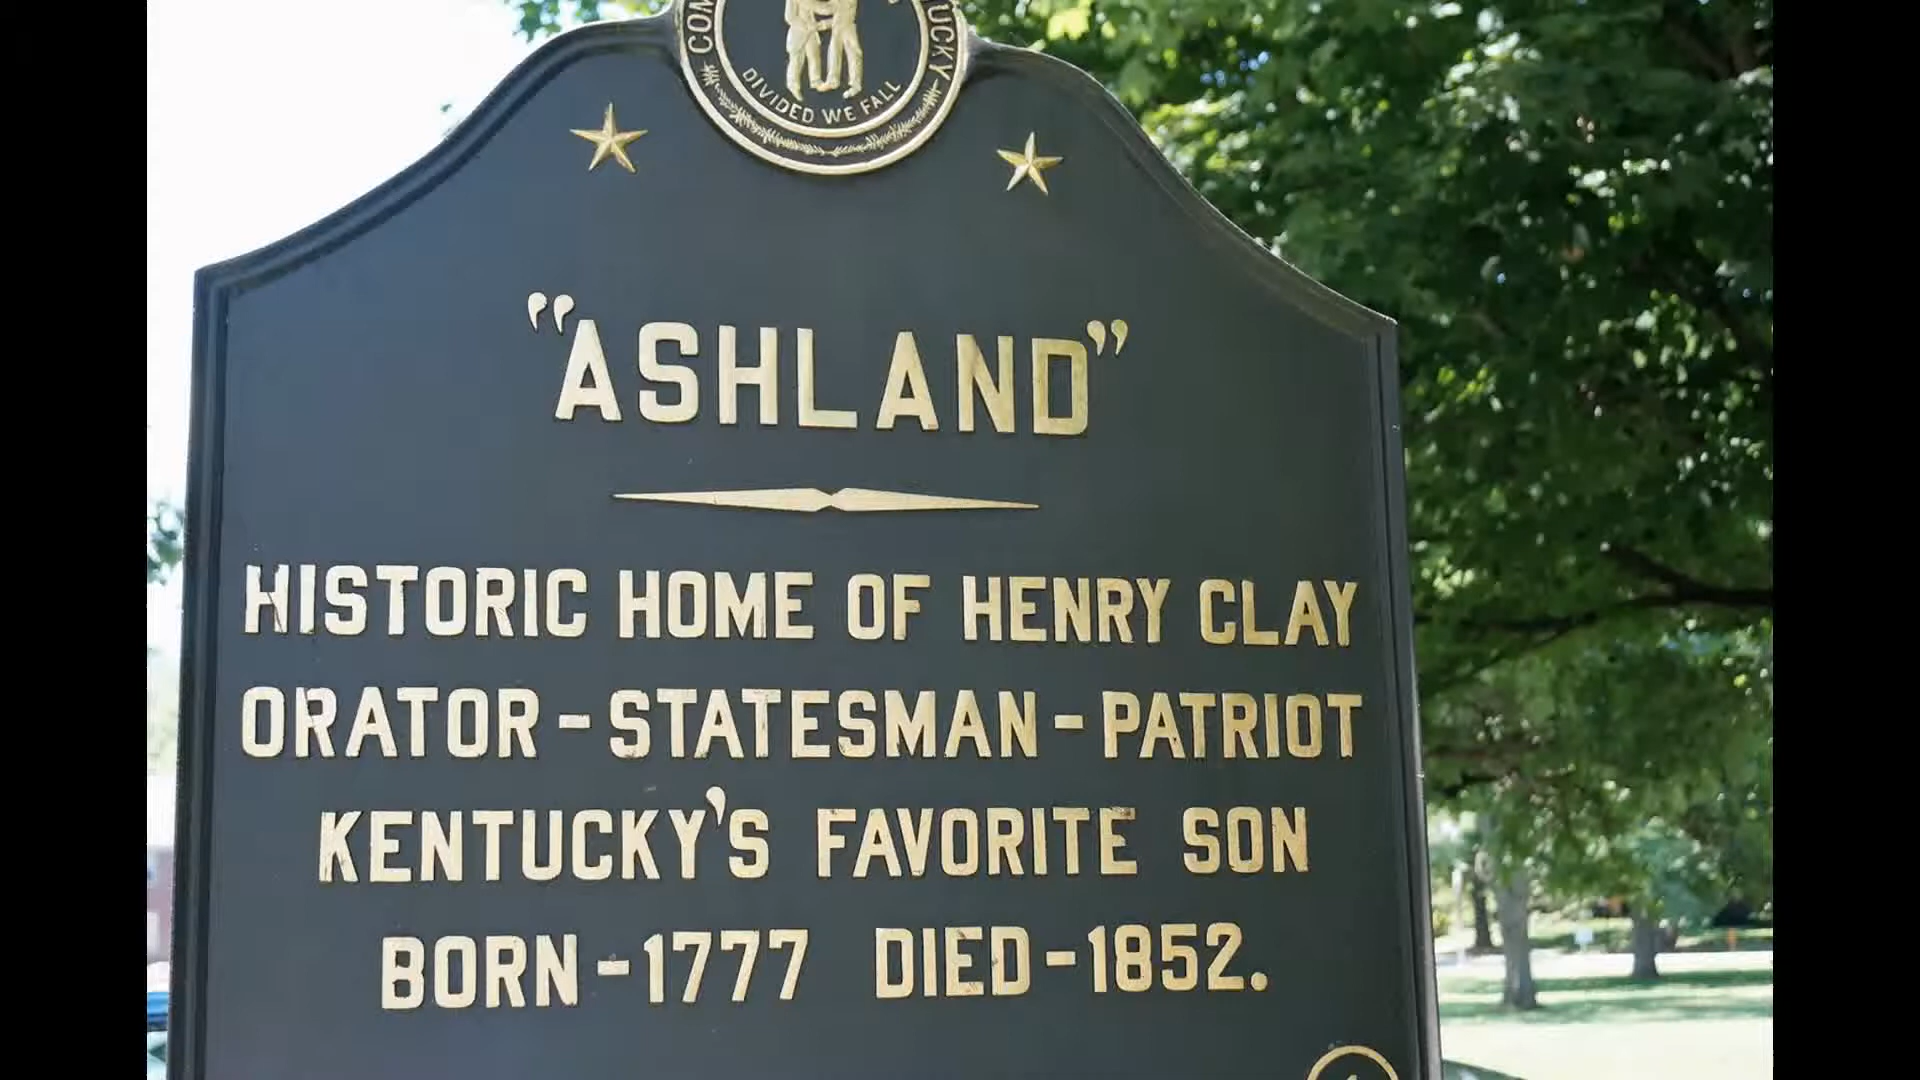 DIVIDED WE FALL
"ASHLAND"
HISTORIC HOME OF HENRY CLAY
ORATOR-STATESMAN-PATRIOT
KENTUCKY'S FAVORITE SON
BORN-1777 DIED-1852.